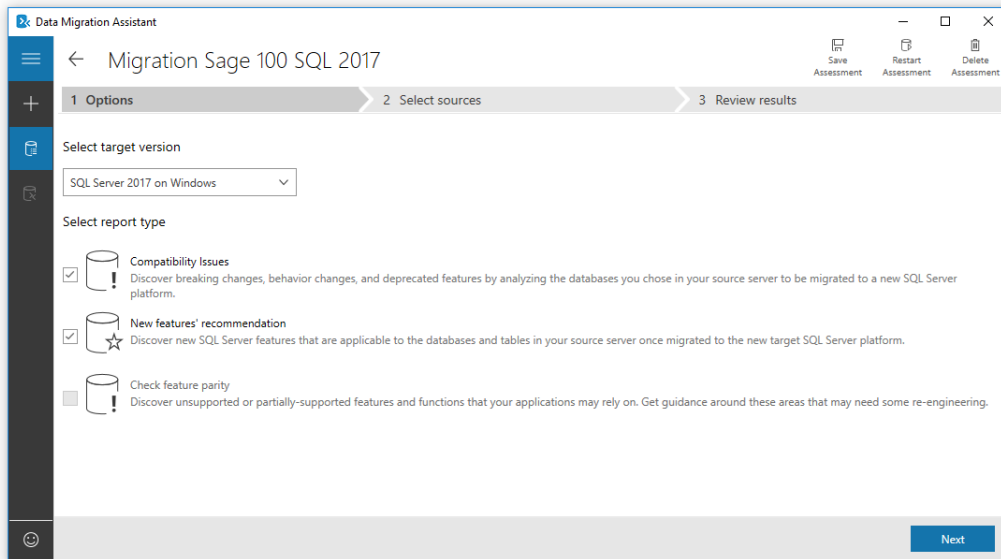 Data Migration Assistant
Migration Sage 100 SQL 2017
Save
Assessment
Restart
Assessment
Delete
Assessment
1 Options
2 Select sources
3 Review results
Select target version
SQL Server 2017 on Windows
Select report type
Compatibility Issues
Discover breaking changes, behavior changes, and deprecated features by analyzing the databases you chose in your source server to be migrated to a new SQL Server
platform.
New features' recommendation
Discover new SQL Server features that are applicable to the databases and tables in your source server once migrated to the new target SQL Server platform.
Check feature parity
Discover unsupported or partially-supported features and functions that your applications may rely on. Get guidance around these areas that may need some re-engineering.
Next